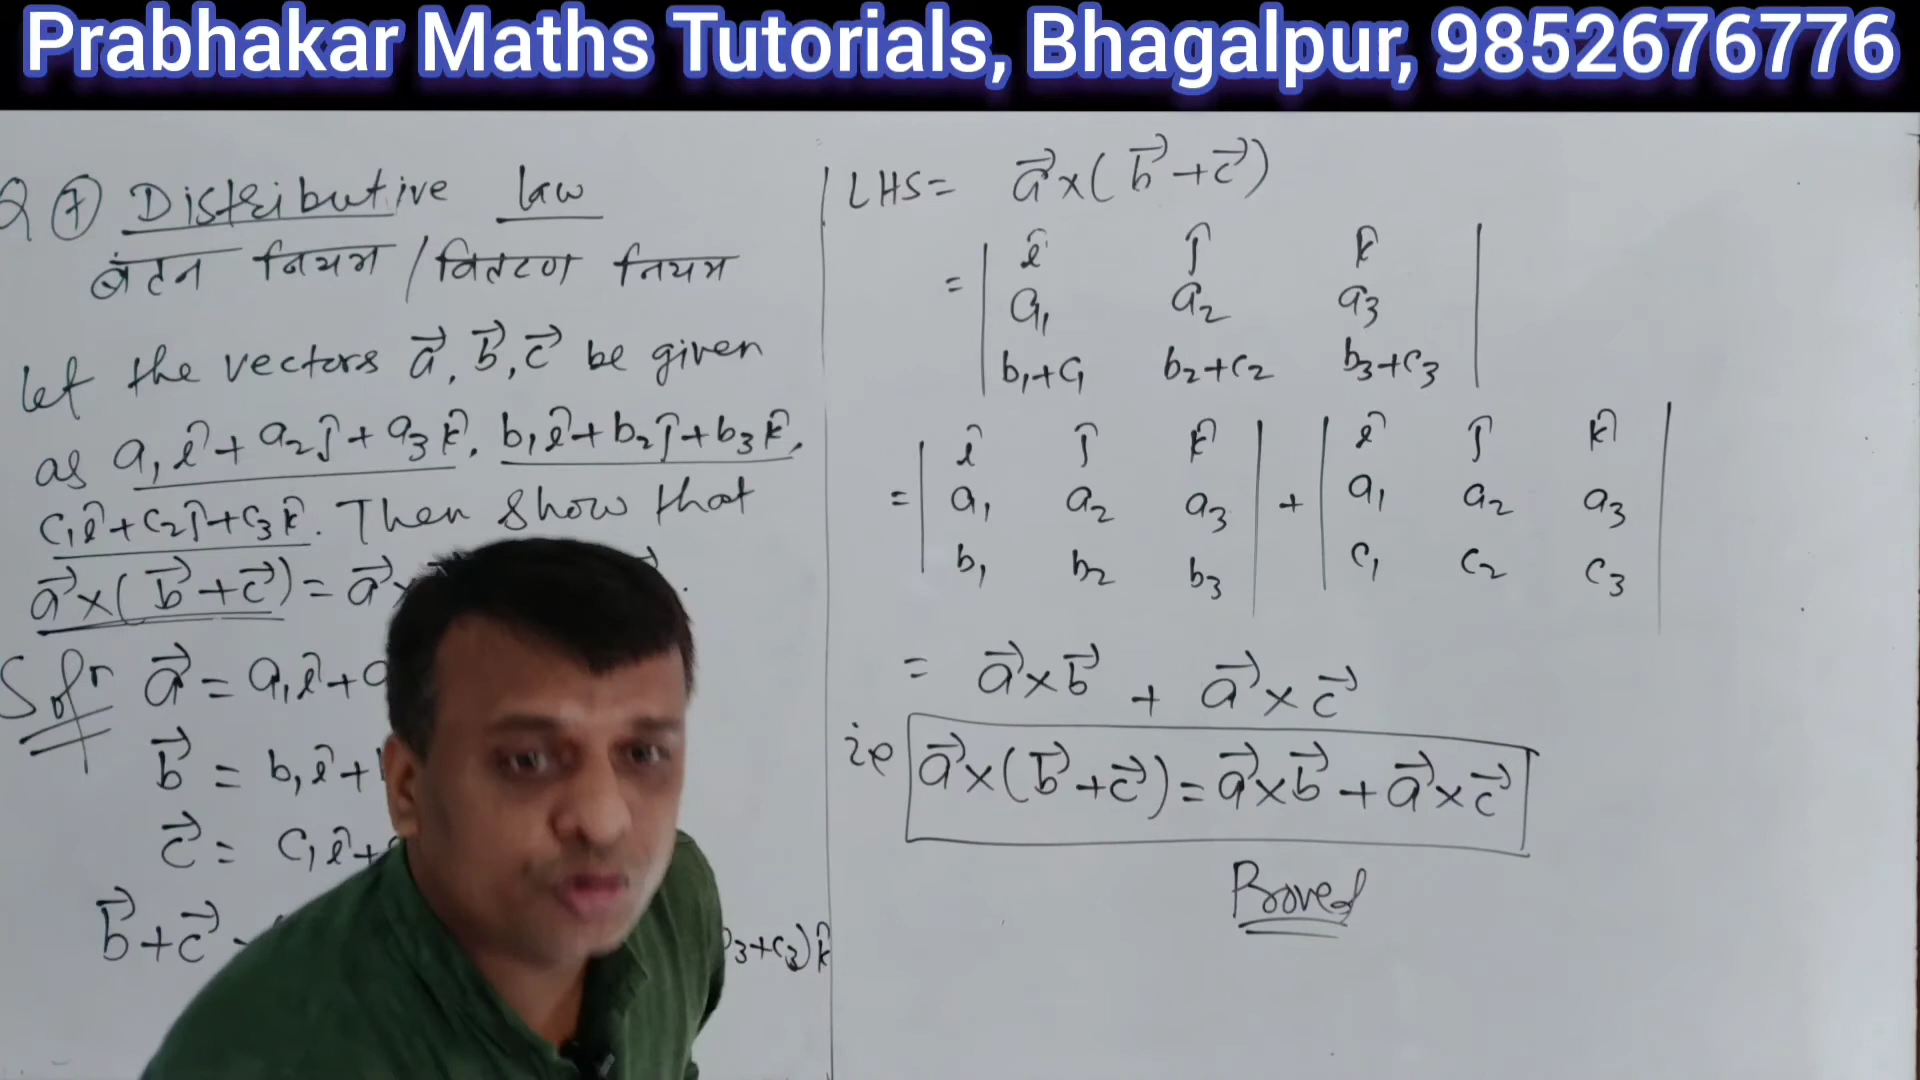 Prabhakar Maths Tutorials, Bhagalpur, 9852676776
Q 7 Distributive law
बंटन नियम / वितरण नियम
let the vectors a⃗, b⃗, c⃗ be given
as a₁î + a₂ĵ + a₃k̂, b₁î + b₂ĵ + b₃k̂,
c₁î + c₂ĵ + c₃k̂. Then show that
a⃗ × (b⃗ + c⃗) = a⃗ ×
Solⁿ a⃗ = a₁î +
b⃗ = b₁î +
c⃗ = c₁î +
b⃗ + c⃗
₃ + c₃)k̂
LHS = a⃗ × (b⃗ + c⃗)
= | î ĵ k̂ |
| a₁ a₂ a₃ |
| b₁+c₁ b₂+c₂ b₃+c₃ |
= | î ĵ k̂ | + | î ĵ k̂ |
| a₁ a₂ a₃ | | a₁ a₂ a₃ |
| b₁ b₂ b₃ | | c₁ c₂ c₃ |
= a⃗ × b⃗ + a⃗ × c⃗
ie a⃗ × (b⃗ + c⃗) = a⃗ × b⃗ + a⃗ × c⃗
Proved